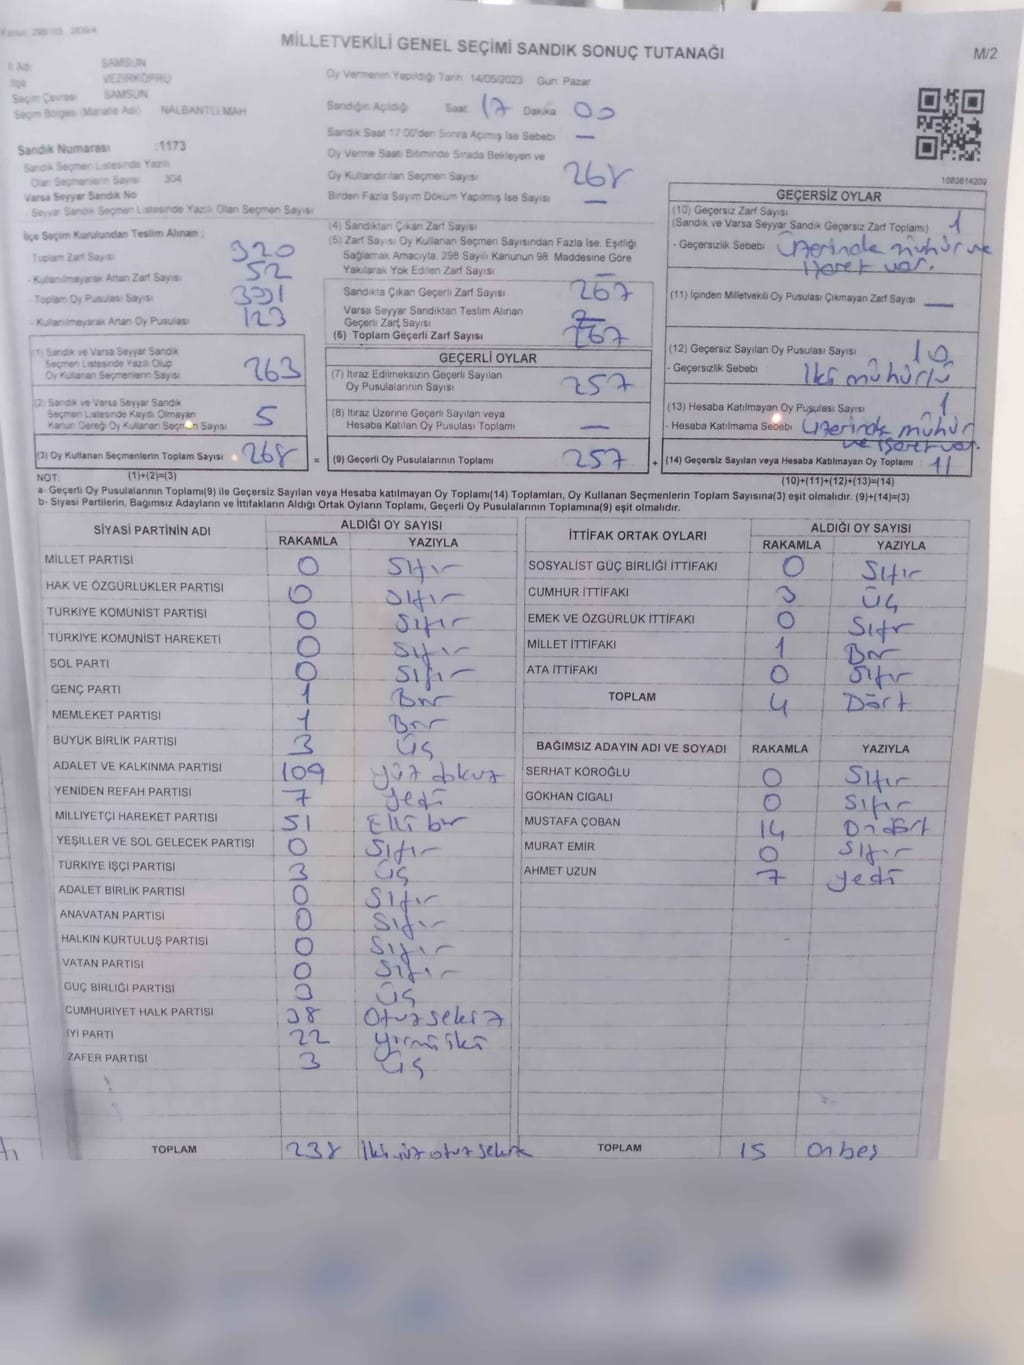 MİLLETVEKİLİ GENEL SEÇİMİ SANDIK SONUÇ TUTANAĞI
M/2
İl Adı SAMSUN
İlçe VEZİRKÖPRÜ
Seçim Çevresi SAMSUN
Seçim Bölgesi (Mahalle Adı) NALBANTLI MAH
Oy Vermenin Yapıldığı Tarih 14/05/2023 Gün: Pazar
Sandığın Açıldığı Saat 17 Dakika 00
Sandık Saat 17:00'den Sonra Açılmış İse Sebebi —
Oy Verme Saati Bitiminde Sırada Bekleyen ve
Oy Kullandırılan Seçmen Sayısı 268
Birden Fazla Sayım Döküm Yapılmış İse Sayısı —
Sandık Numarası :1173
Sandık Seçmen Listesinde Yazılı
Olan Seçmenlerin Sayısı 304
Varsa Seyyar Sandık No
Seyyar Sandık Seçmen Listesinde Yazılı Olan Seçmen Sayısı
1083614209
İlçe Seçim Kurulundan Teslim Alınan ;
Toplam Zarf Sayısı 320
- Kullanılmayarak Artan Zarf Sayısı 52
- Toplam Oy Pusulası Sayısı
- Kullanılmayarak Artan Oy Pusulası 123
(1) Sandık ve Varsa Seyyar Sandık
Seçmen Listesinde Yazılı Olup
Oy Kullanan Seçmenlerin Sayısı 263
(2) Sandık ve Varsa Seyyar Sandık
Seçmen Listesinde Kayıtlı Olmayan
Kanun Gereği Oy Kullanan Seçmen Sayısı 5
(3) Oy Kullanan Seçmenlerin Toplam Sayısı 268
(4) Sandıktan Çıkan Zarf Sayısı
(5) Zarf Sayısı Oy Kullanan Seçmen Sayısından Fazla İse, Eşitliği
Sağlamak Amacıyla, 298 Sayılı Kanunun 98 Maddesine Göre
Yakılarak Yok Edilen Zarf Sayısı —
Sandıkta Çıkan Geçerli Zarf Sayısı 267
Varsa Seyyar Sandıktan Teslim Alınan
Geçerli Zarf Sayısı
(6) Toplam Geçerli Zarf Sayısı 267
GEÇERLİ OYLAR
(7) İtiraz Edilmeksizin Geçerli Sayılan
Oy Pusulalarının Sayısı 257
(8) İtiraz Üzerine Geçerli Sayılan veya
Hesaba Katılan Oy Pusulası Toplamı —
= (9) Geçerli Oy Pusulalarının Toplamı 257 +
GEÇERSİZ OYLAR
(10) Geçersiz Zarf Sayısı
(Sandık ve Varsa Seyyar Sandık Geçersiz Zarf Toplamı) 1
- Geçersizlik Sebebi Üzerinde mühür ve
işaret var.
(11) İçinden Milletvekili Oy Pusulası Çıkmayan Zarf Sayısı —
(12) Geçersiz Sayılan Oy Pusulası Sayısı 10
- Geçersizlik Sebebi İki mühürlü
(13) Hesaba Katılmayan Oy Pusulası Sayısı 1
- Hesaba Katılmama Sebebi Üzerinde mühür
ve işaret var.
(14) Geçersiz Sayılan veya Hesaba Katılmayan Oy Toplamı 11
NOT: (1)+(2)=(3)
(10)+(11)+(12)+(13)=(14)
a- Geçerli Oy Pusulalarının Toplamı(9) ile Geçersiz Sayılan veya Hesaba katılmayan Oy Toplamı(14) Toplamları, Oy Kullanan Seçmenlerin Toplam Sayısına(3) eşit olmalıdır. (9)+(14)=(3)
b- Siyasi Partilerin, Bağımsız Adayların ve İttifakların Aldığı Ortak Oyların Toplamı, Geçerli Oy Pusulalarının Toplamına(9) eşit olmalıdır.
SİYASİ PARTİNİN ADI ALDIĞI OY SAYISI
RAKAMLA YAZIYLA
MİLLET PARTİSİ 0 Sıfır
HAK VE ÖZGÜRLÜKLER PARTİSİ 0 Sıfır
TÜRKİYE KOMÜNİST PARTİSİ 0 Sıfır
TÜRKİYE KOMÜNİST HAREKETİ 0 Sıfır
SOL PARTİ 0 Sıfır
GENÇ PARTİ 1 Bir
MEMLEKET PARTİSİ 1 Bir
BÜYÜK BİRLİK PARTİSİ 3 Üç
ADALET VE KALKINMA PARTİSİ 109 Yüz dokuz
YENİDEN REFAH PARTİSİ 7 Yedi
MİLLİYETÇİ HAREKET PARTİSİ 51 Elli bir
YEŞİLLER VE SOL GELECEK PARTİSİ 0 Sıfır
TÜRKİYE İŞÇİ PARTİSİ 3 Üç
ADALET BİRLİK PARTİSİ 0 Sıfır
ANAVATAN PARTİSİ 0 Sıfır
HALKIN KURTULUŞ PARTİSİ 0 Sıfır
VATAN PARTİSİ 0 Sıfır
GÜÇ BİRLİĞİ PARTİSİ 3 Üç
CUMHURİYET HALK PARTİSİ 38 Otuz sekiz
İYİ PARTİ 22 Yirmi iki
ZAFER PARTİSİ 3 Üç
TOPLAM 238 İki yüz otuz sekiz
İTTİFAK ORTAK OYLARI ALDIĞI OY SAYISI
RAKAMLA YAZIYLA
SOSYALİST GÜÇ BİRLİĞİ İTTİFAKI 0 Sıfır
CUMHUR İTTİFAKI 3 Üç
EMEK VE ÖZGÜRLÜK İTTİFAKI 0 Sıfır
MİLLET İTTİFAKI 1 Bir
ATA İTTİFAKI 0 Sıfır
TOPLAM 4 Dört
BAĞIMSIZ ADAYIN ADI VE SOYADI RAKAMLA YAZIYLA
SERHAT KÖROĞLU 0 Sıfır
GÖKHAN CIGALI 0 Sıfır
MUSTAFA ÇOBAN
MURAT EMİR 0 Sıfır
AHMET UZUN 7 Yedi
TOPLAM 15 Onbeş